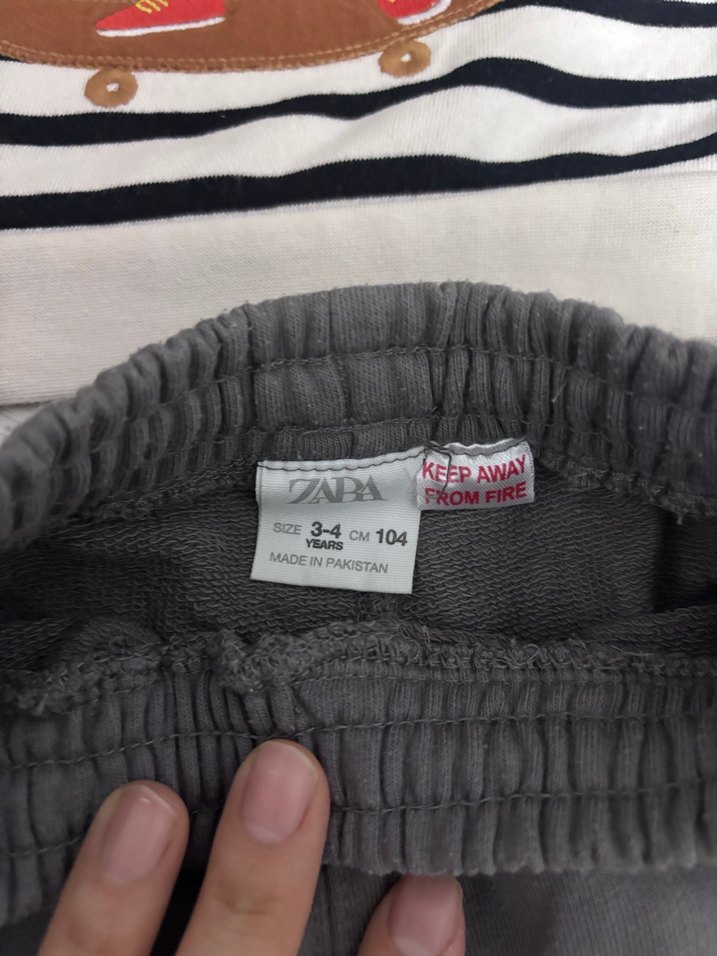 ZARA
SIZE 3-4 YEARS CM 104
MADE IN PAKISTAN
KEEP AWAY
FROM FIRE